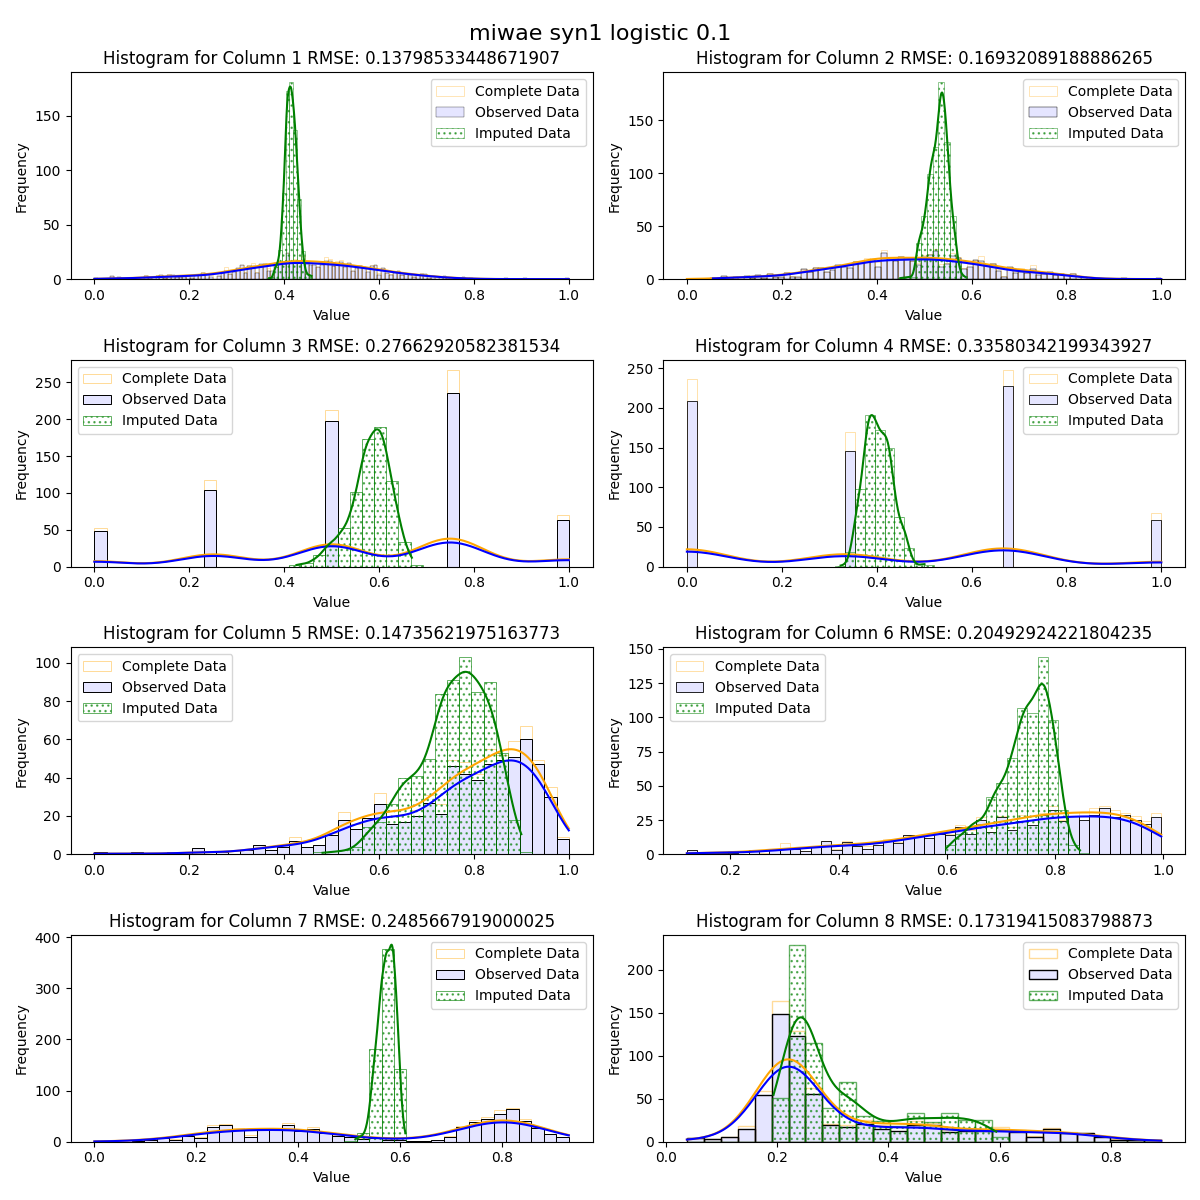 miwae syn1 logistic 0.1
Histogram for Column 1 RMSE: 0.13798533448671907
Complete Data
Observed Data
Imputed Data
Frequency
0
50
100
150
0.0 0.2 0.4 0.6 0.8 1.0
Value
Histogram for Column 2 RMSE: 0.16932089188886265
Complete Data
Observed Data
Imputed Data
Frequency
0
50
100
150
0.0 0.2 0.4 0.6 0.8 1.0
Value
Histogram for Column 3 RMSE: 0.27662920582381534
Complete Data
Observed Data
Imputed Data
Frequency
0
50
100
150
200
250
0.0 0.2 0.4 0.6 0.8 1.0
Value
Histogram for Column 4 RMSE: 0.33580342199343927
Complete Data
Observed Data
Imputed Data
Frequency
0
50
100
150
200
250
0.0 0.2 0.4 0.6 0.8 1.0
Value
Histogram for Column 5 RMSE: 0.14735621975163773
Complete Data
Observed Data
Imputed Data
Frequency
0
20
40
60
80
100
0.0 0.2 0.4 0.6 0.8 1.0
Value
Histogram for Column 6 RMSE: 0.20492924221804235
Complete Data
Observed Data
Imputed Data
Frequency
0
25
50
75
100
125
150
0.2 0.4 0.6 0.8 1.0
Value
Histogram for Column 7 RMSE: 0.2485667919000025
Complete Data
Observed Data
Imputed Data
Frequency
0
100
200
300
400
0.0 0.2 0.4 0.6 0.8
Value
Histogram for Column 8 RMSE: 0.17319415083798873
Complete Data
Observed Data
Imputed Data
Frequency
0
50
100
150
200
0.0 0.2 0.4 0.6 0.8
Value